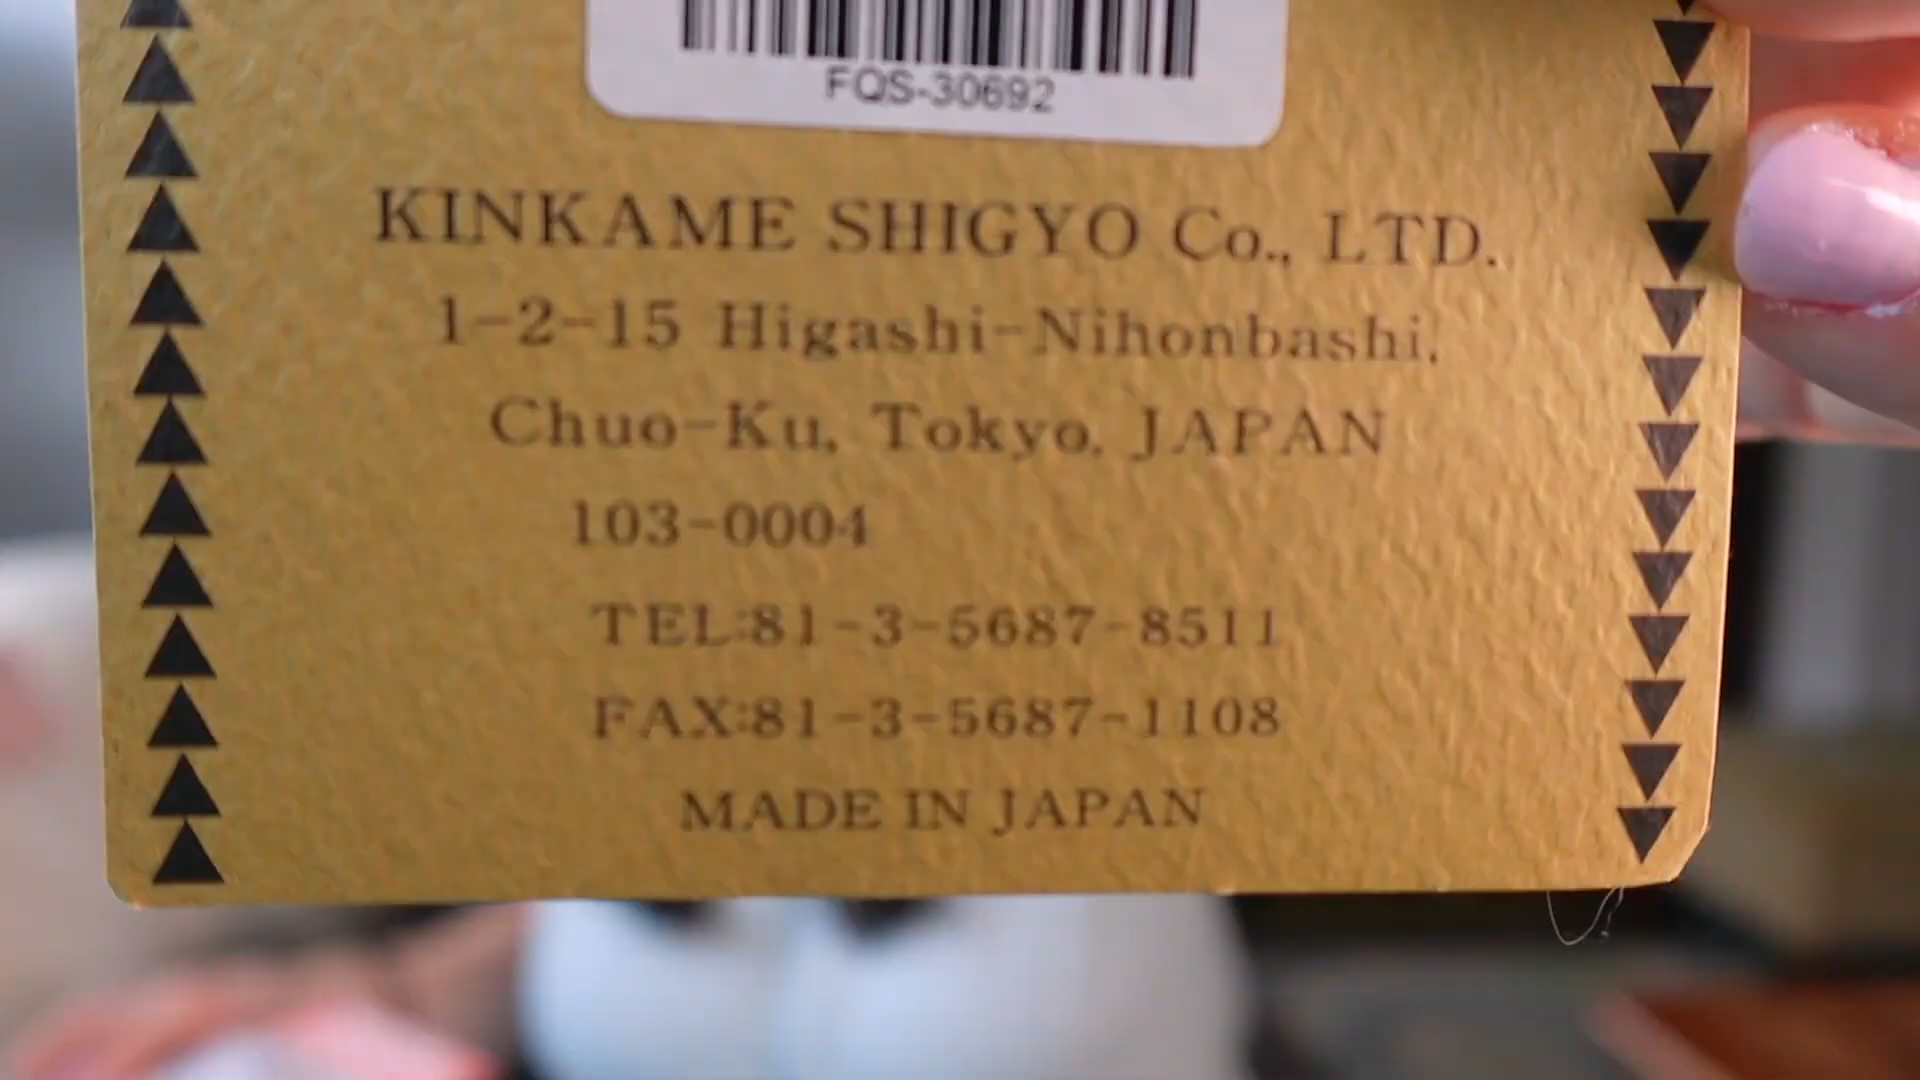 FQS-30692
KINKAME SHIGYO Co., LTD.
1-2-15 Higashi-Nihonbashi,
Chuo-Ku, Tokyo, JAPAN
103-0004
TEL:81-3-5687-8511
FAX:81-3-5687-1108
MADE IN JAPAN